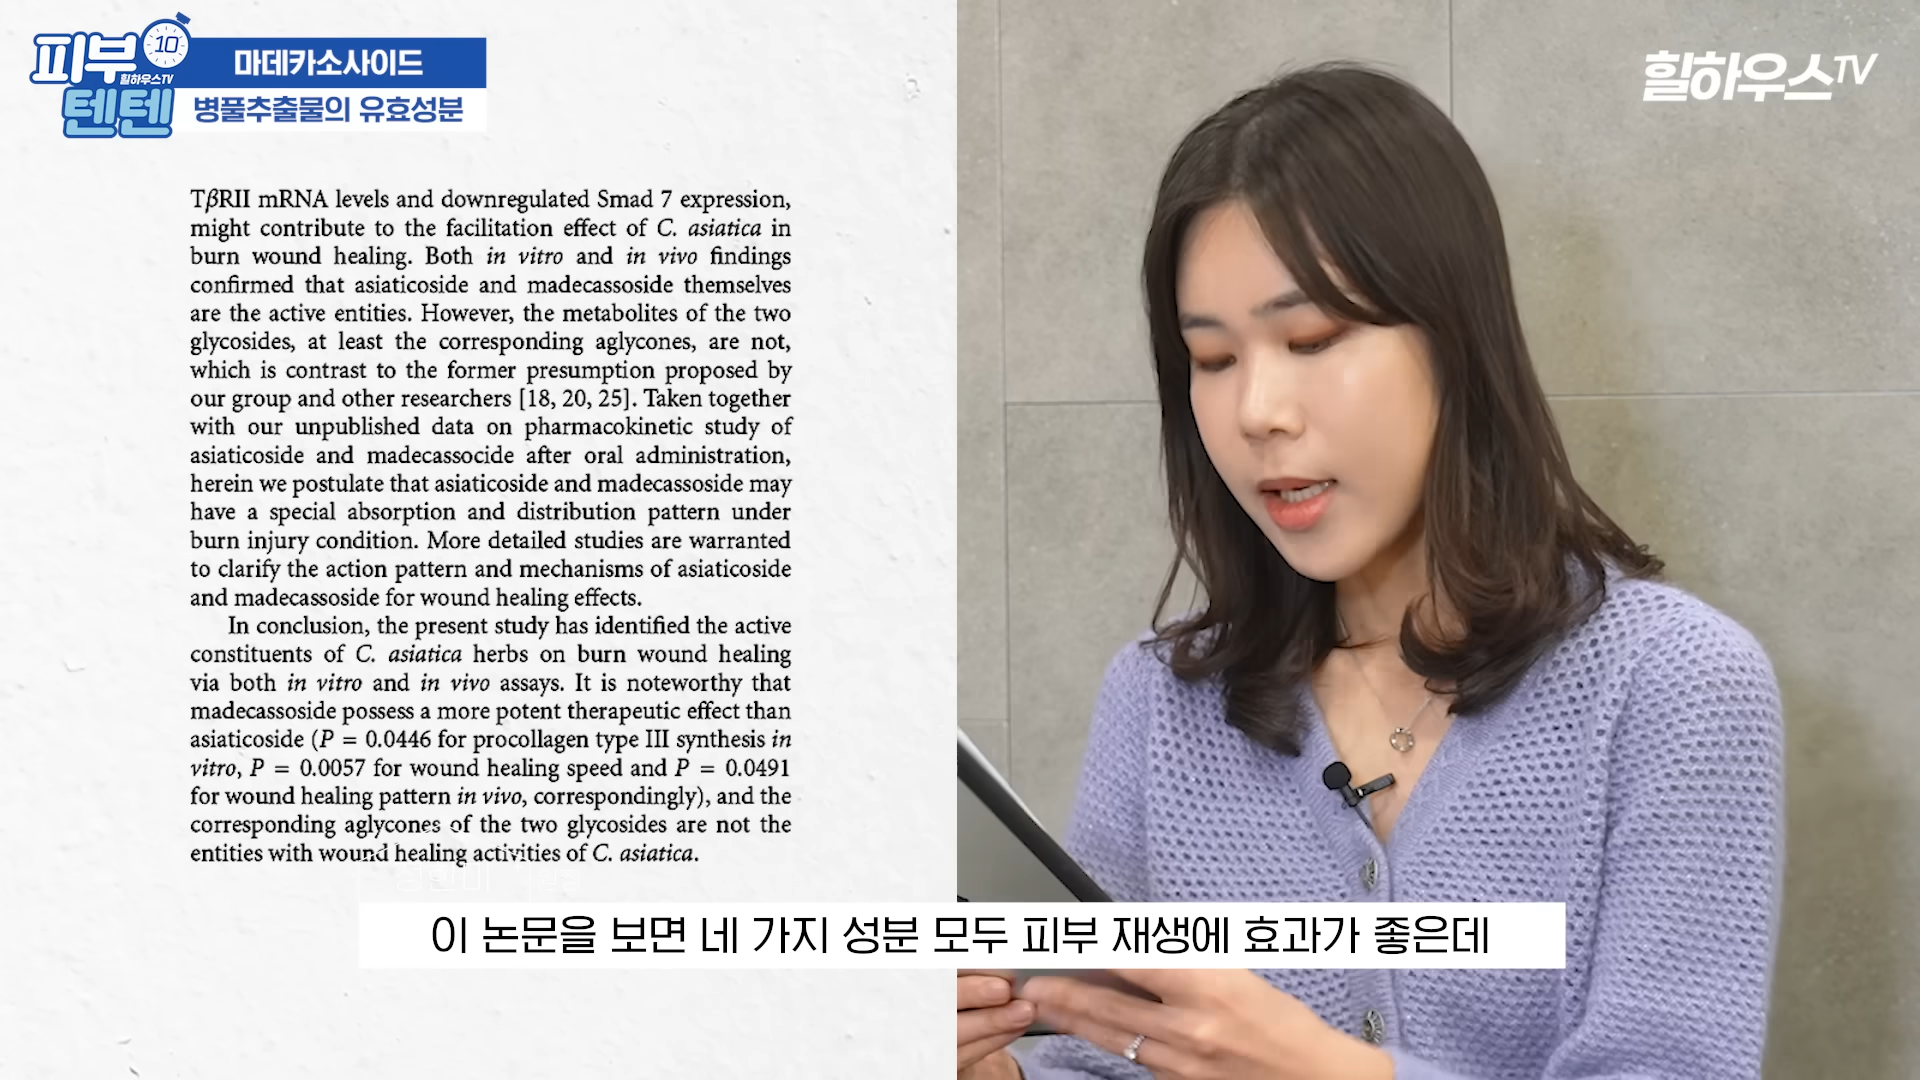 피부
10
힐하우스TV
텐텐
마데카소사이드
병풀추출물의 유효성분
힐하우스TV
TβRII mRNA levels and downregulated Smad 7 expression,
might contribute to the facilitation effect of C. asiatica in
burn wound healing. Both in vitro and in vivo findings
confirmed that asiaticoside and madecassoside themselves
are the active entities. However, the metabolites of the two
glycosides, at least the corresponding aglycones, are not,
which is contrast to the former presumption proposed by
our group and other researchers [18, 20, 25]. Taken together
with our unpublished data on pharmacokinetic study of
asiaticoside and madecassocide after oral administration,
herein we postulate that asiaticoside and madecassoside may
have a special absorption and distribution pattern under
burn injury condition. More detailed studies are warranted
to clarify the action pattern and mechanisms of asiaticoside
and madecassoside for wound healing effects.
In conclusion, the present study has identified the active
constituents of C. asiatica herbs on burn wound healing
via both in vitro and in vivo assays. It is noteworthy that
madecassoside possess a more potent therapeutic effect than
asiaticoside (P = 0.0446 for procollagen type III synthesis in
vitro, P = 0.0057 for wound healing speed and P = 0.0491
for wound healing pattern in vivo, correspondingly), and the
corresponding aglycones of the two glycosides are not the
entities with wound healing activities of C. asiatica.
이 논문을 보면 네 가지 성분 모두 피부 재생에 효과가 좋은데